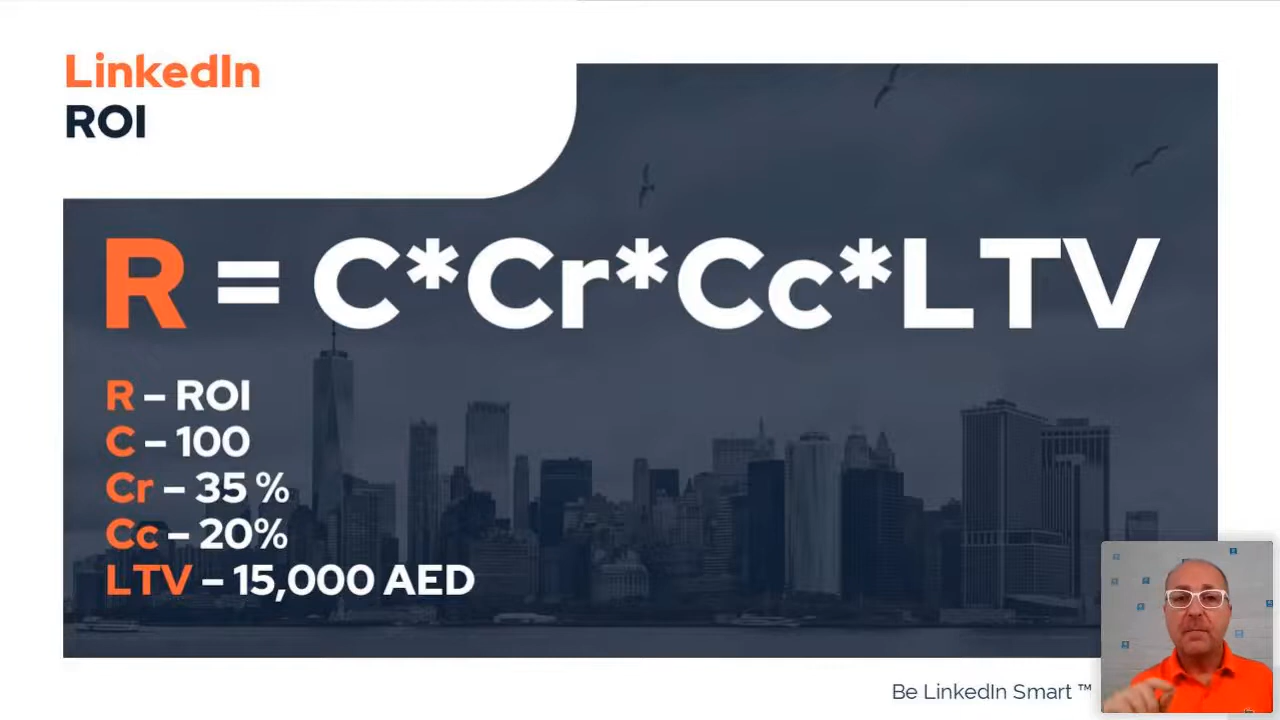 LinkedIn
ROI
R = C*Cr*Cc*LTV
R – ROI
C – 100
Cr – 35 %
Cc – 20%
LTV – 15,000 AED
Be LinkedIn Smart ™